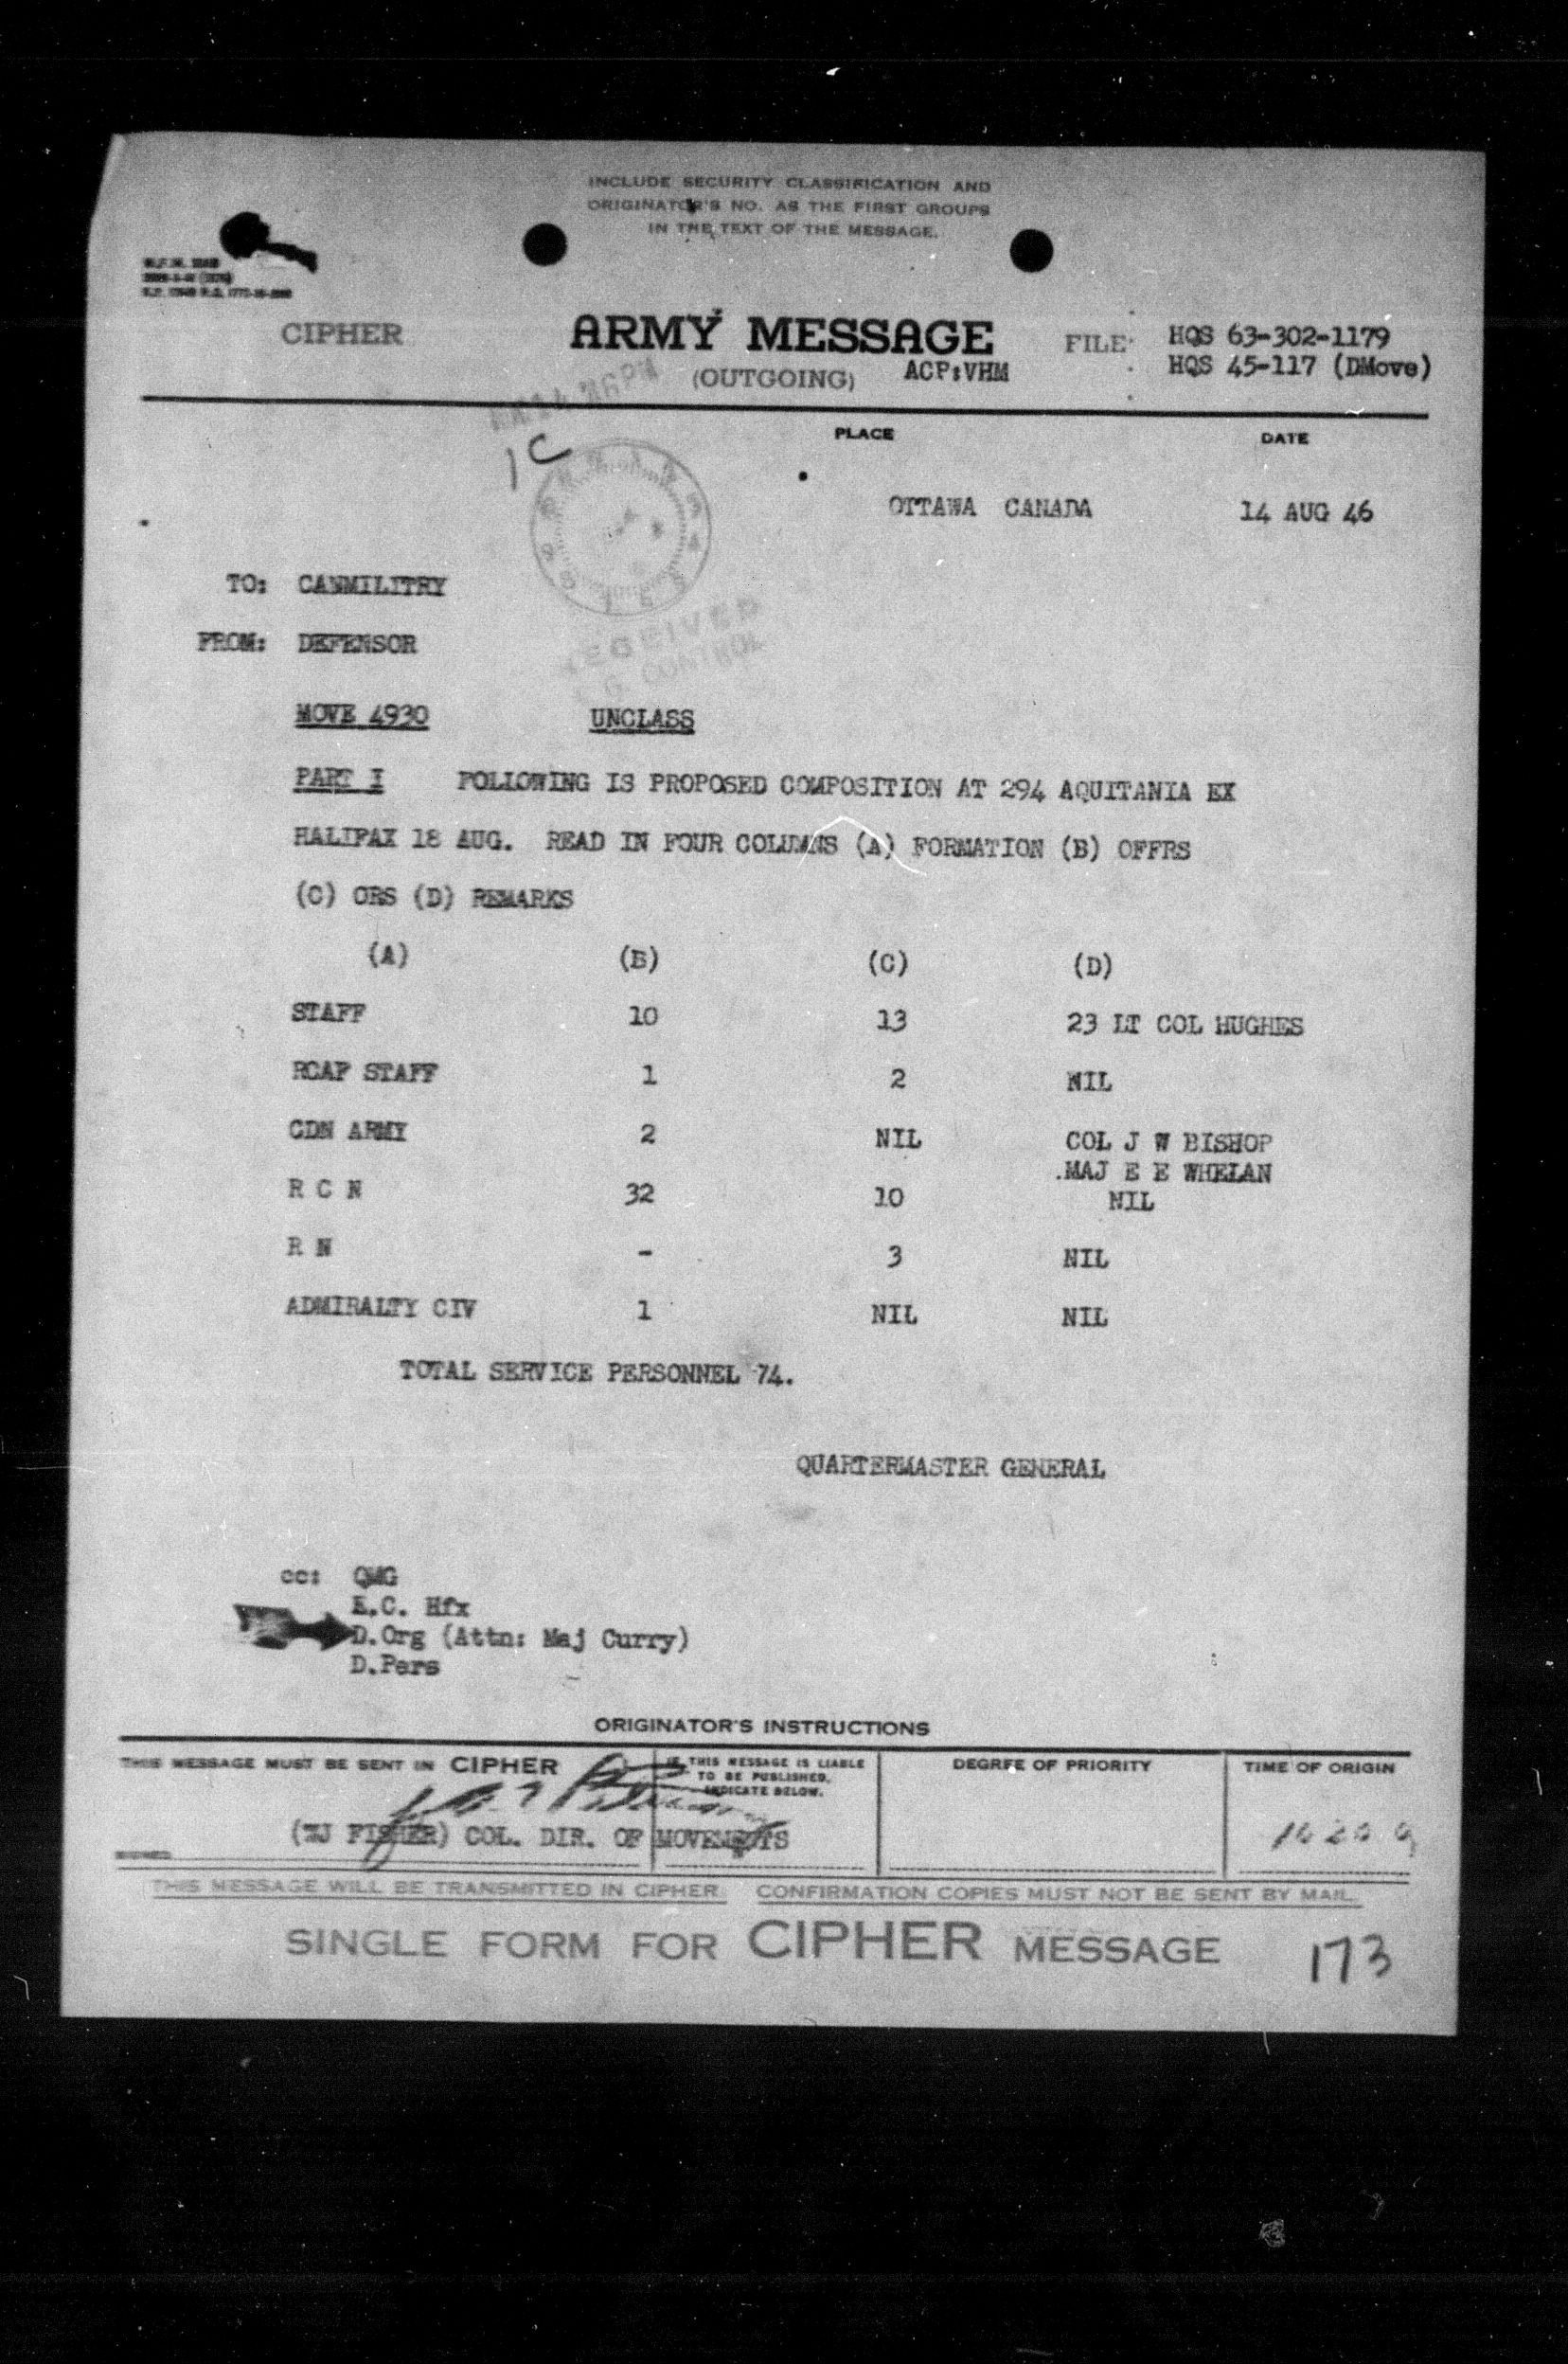 INCLUDE SECURITY CLASSIFICATION AND
ORIGINATOR'S NO. AS THE FIRST GROUPS
IN THE TEXT OF THE MESSAGE.
CIPHER
ARMY MESSAGE
(OUTGOING) ACP:VHM
FILE: HQS 63-302-1179
HQS 45-117 (DMove)
1C
PLACE DATE
OTTAWA CANADA 14 AUG 46
TO: CANMILITRY
RECEIVED
CONTROL
FROM: DEFENSOR
MOVE 4930 UNCLASS
PART I FOLLOWING IS PROPOSED COMPOSITION AT 294 AQUITANIA EX
HALIFAX 18 AUG. READ IN FOUR COLUMNS (A) FORMATION (B) OFFRS
(C) ORS (D) REMARKS
(A) (B) (C) (D)
STAFF 10 13 23 LT COL HUGHES
RCAF STAFF 1 2 NIL
CDN ARMY 2 NIL COL J W BISHOP
MAJ E E WHELAN
R C N 32 10 NIL
R N - 3 NIL
ADMIRALTY CIV 1 NIL NIL
TOTAL SERVICE PERSONNEL 74.
QUARTERMASTER GENERAL
cc: QMG
E.C. Hfx
D.Org (Attn: Maj Curry)
D.Pers
ORIGINATOR'S INSTRUCTIONS
THIS MESSAGE MUST BE SENT IN CIPHER
IF THIS MESSAGE IS LIABLE
TO BE PUBLISHED,
INDICATE BELOW.
DEGREE OF PRIORITY
TIME OF ORIGIN
FISHER) COL. DIR. OF MOVEMENTS
THIS MESSAGE WILL BE TRANSMITTED IN CIPHER. CONFIRMATION COPIES MUST NOT BE SENT BY MAIL.
SINGLE FORM FOR CIPHER MESSAGE 173